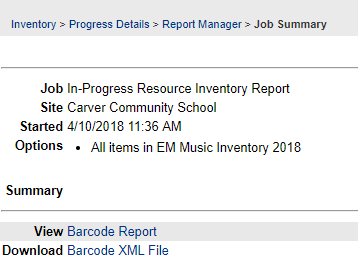 Inventory > Progress Details > Report Manager > Job Summary
Job In-Progress Resource Inventory Report
Site Carver Community School
Started 4/10/2018 11:36 AM
Options • All items in EM Music Inventory 2018
Summary
View Barcode Report
Download Barcode XML File